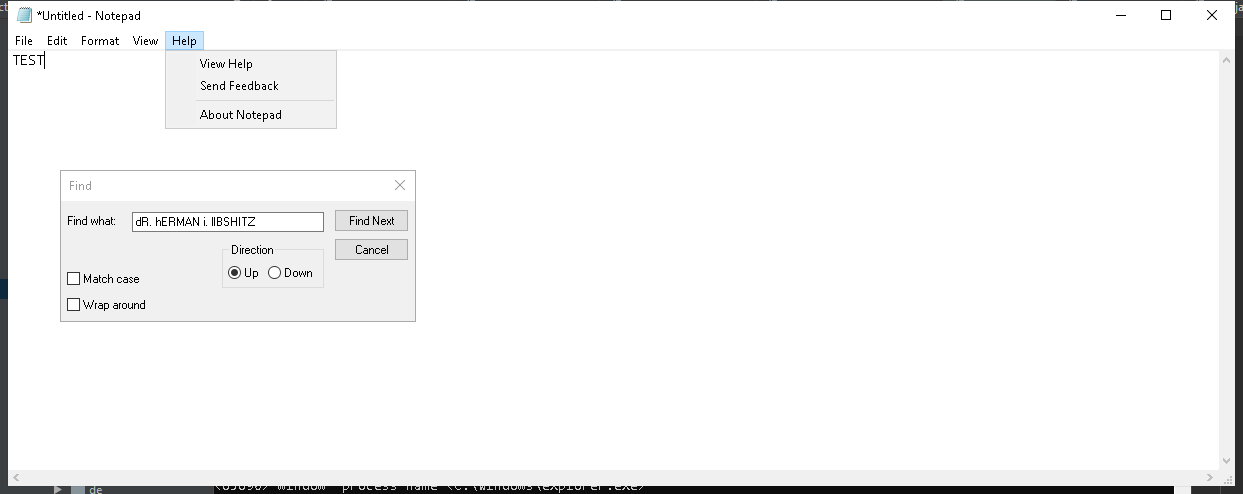 *Untitled - Notepad
File Edit Format View Help
TEST
View Help
Send Feedback
About Notepad
Find
Find what: dR. hERMAN i. lIBSHITZ Find Next
Direction Cancel
Up Down
Match case
Wrap around
de
window process name <C:\Windows\explorer.exe>